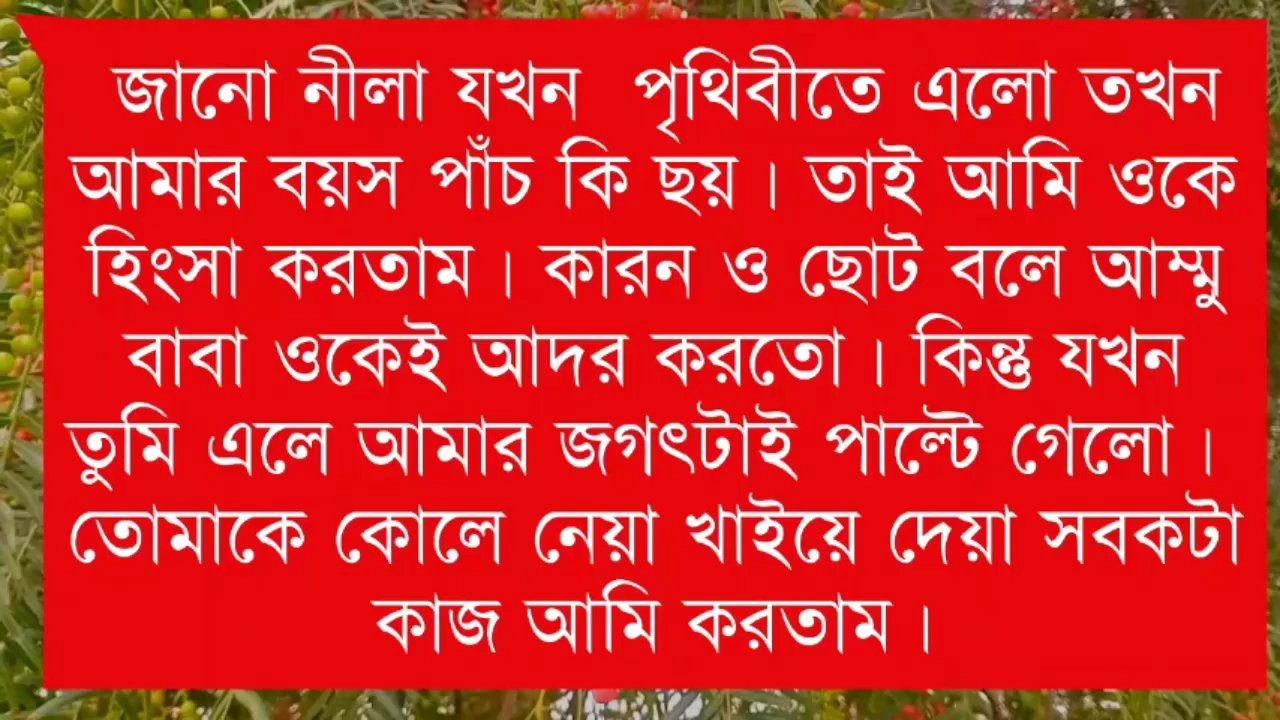 জানো নীলা যখন পৃথিবীতে এলো তখন
আমার বয়স পাঁচ কি ছয়। তাই আমি ওকে
হিংসা করতাম। কারন ও ছোট বলে আম্মু
বাবা ওকেই আদর করতো। কিন্তু যখন
তুমি এলে আমার জগৎটাই পাল্টে গেলো।
তোমাকে কোলে নেয়া খাইয়ে দেয়া সবকটা
কাজ আমি করতাম।